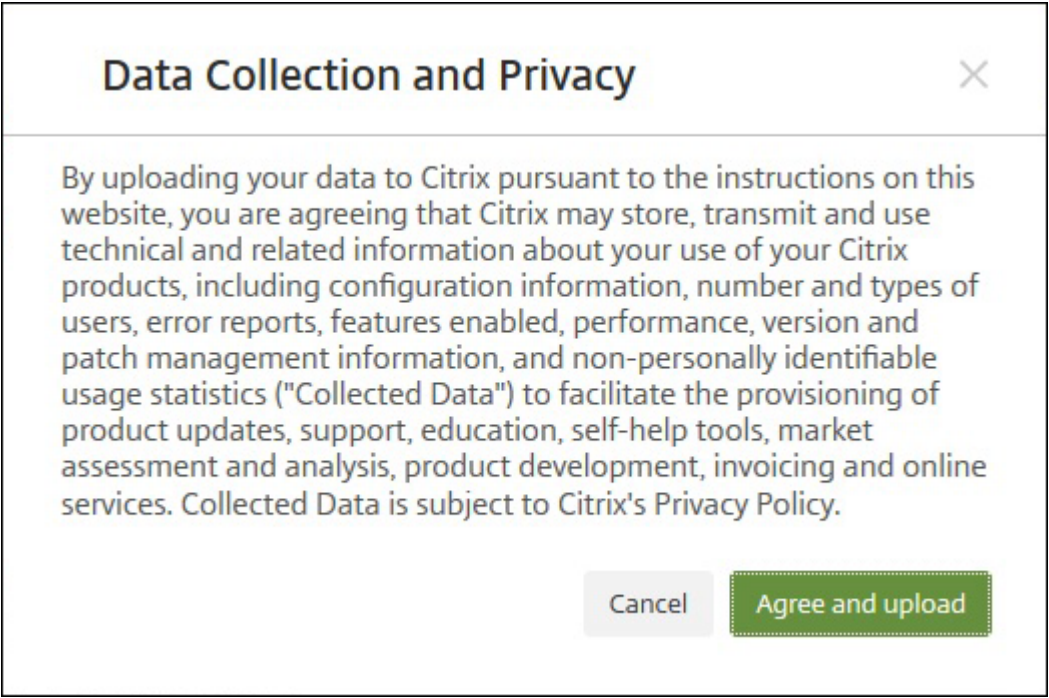 Data Collection and Privacy
By uploading your data to Citrix pursuant to the instructions on this
website, you are agreeing that Citrix may store, transmit and use
technical and related information about your use of your Citrix
products, including configuration information, number and types of
users, error reports, features enabled, performance, version and
patch management information, and non-personally identifiable
usage statistics ("Collected Data") to facilitate the provisioning of
product updates, support, education, self-help tools, market
assessment and analysis, product development, invoicing and online
services. Collected Data is subject to Citrix's Privacy Policy.
Cancel
Agree and upload